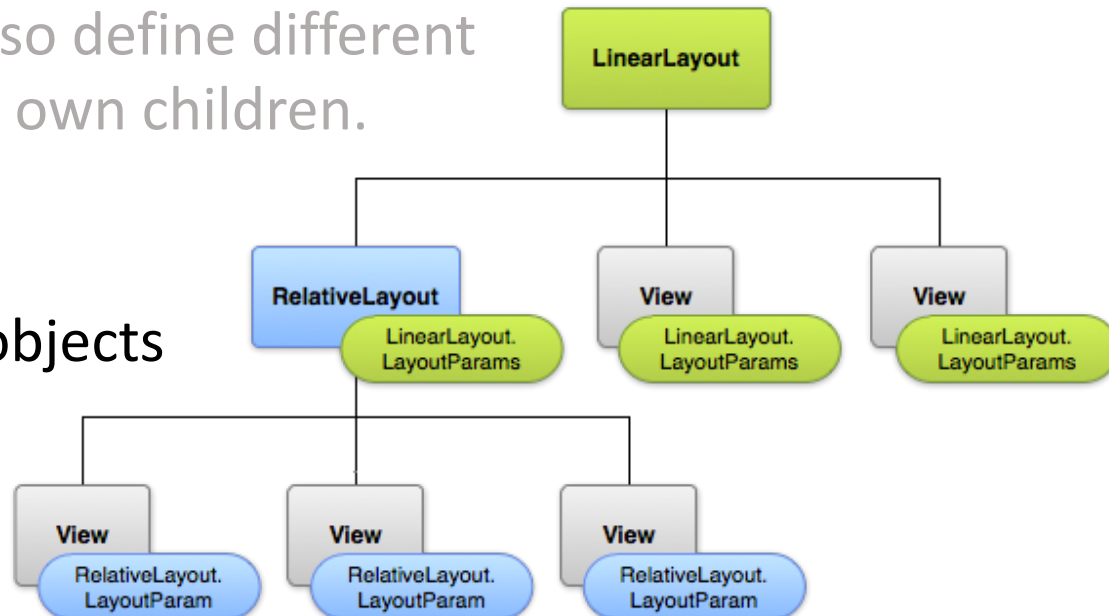 so define different
own children.
LinearLayout
RelativeLayout
LinearLayout.
LayoutParams
View
LinearLayout.
LayoutParams
View
LinearLayout.
LayoutParams
objects
View
RelativeLayout.
LayoutParam
View
RelativeLayout.
LayoutParam
View
RelativeLayout.
LayoutParam